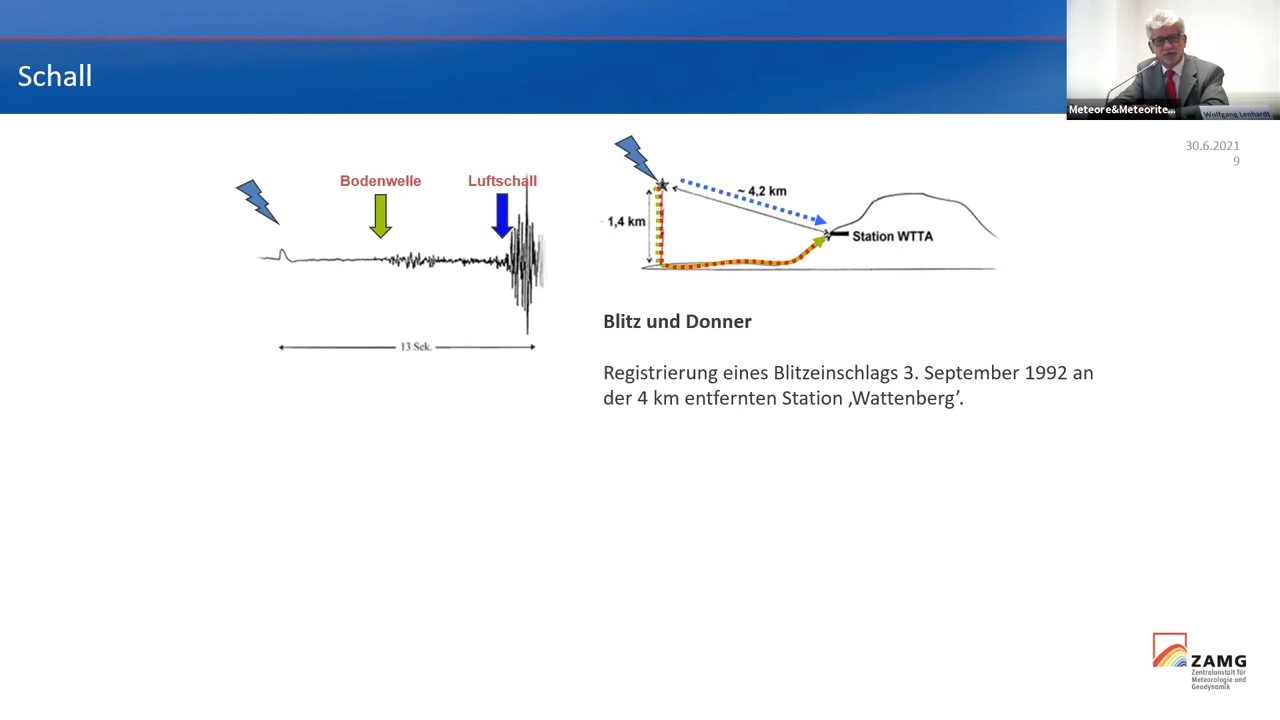 Schall
Meteore&Meteorite...
Wolfgang Lenhardt
30.6.2021
9
Bodenwelle
Luftschall
13 Sek.
~ 4,2 km
1,4 km
Station WTTA
Blitz und Donner
Registrierung eines Blitzeinschlags 3. September 1992 an
der 4 km entfernten Station ‚Wattenberg’.
ZAMG
Zentralanstalt für
Meteorologie und
Geodynamik